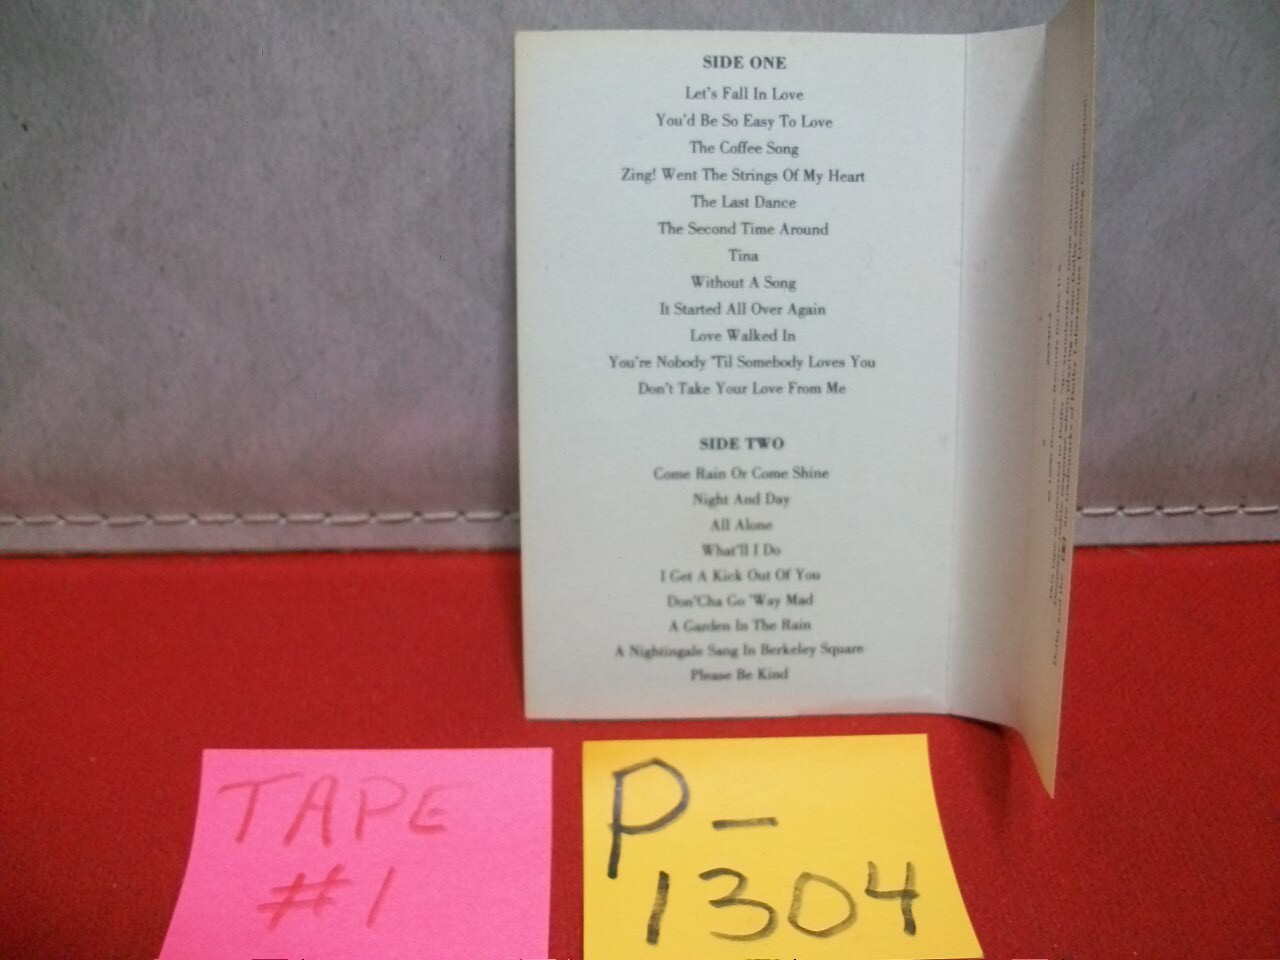 SIDE ONE
Let's Fall In Love
You'd Be So Easy To Love
The Coffee Song
Zing! Went The Strings Of My Heart
The Last Dance
The Second Time Around
Tina
Without A Song
It Started All Over Again
Love Walked In
You're Nobody 'Til Somebody Loves You
Don't Take Your Love From Me
SIDE TWO
Come Rain Or Come Shine
Night And Day
All Alone
What'll I Do
I Get A Kick Out Of You
Don'Cha Go 'Way Mad
A Garden In The Rain
A Nightingale Sang In Berkeley Square
Please Be Kind
TAPE
#1
P-
1304